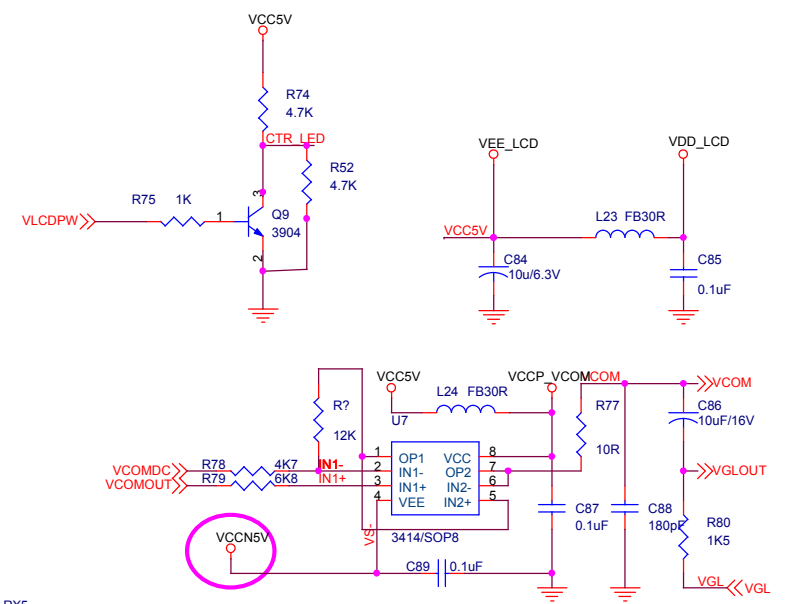 VCC5V
R74
4.7K
CTR_LED
R52
4.7K
R75 1K
VLCDPW
1
3
2
Q9
3904
VEE_LCD
VDD_LCD
VCC5V
L23 FB30R
C84
10u/6.3V
C85
0.1uF
VCC5V
L24 FB30R
VCCP_VCOM
VCOM
VCOM
R?
12K
U7
R77
10R
C86
10uF/16V
VCOMDC
R78
4K7
IN1-
VCOMOUT
R79
6K8
IN1+
1 OP1 VCC 8
2 IN1- OP2 7
3 IN1+ IN2- 6
4 VEE IN2+ 5
3414/SOP8
VGLOUT
VS-
VCCN5V
C89 0.1uF
C87
0.1uF
C88
180pF
R80
1K5
VGL
VGL